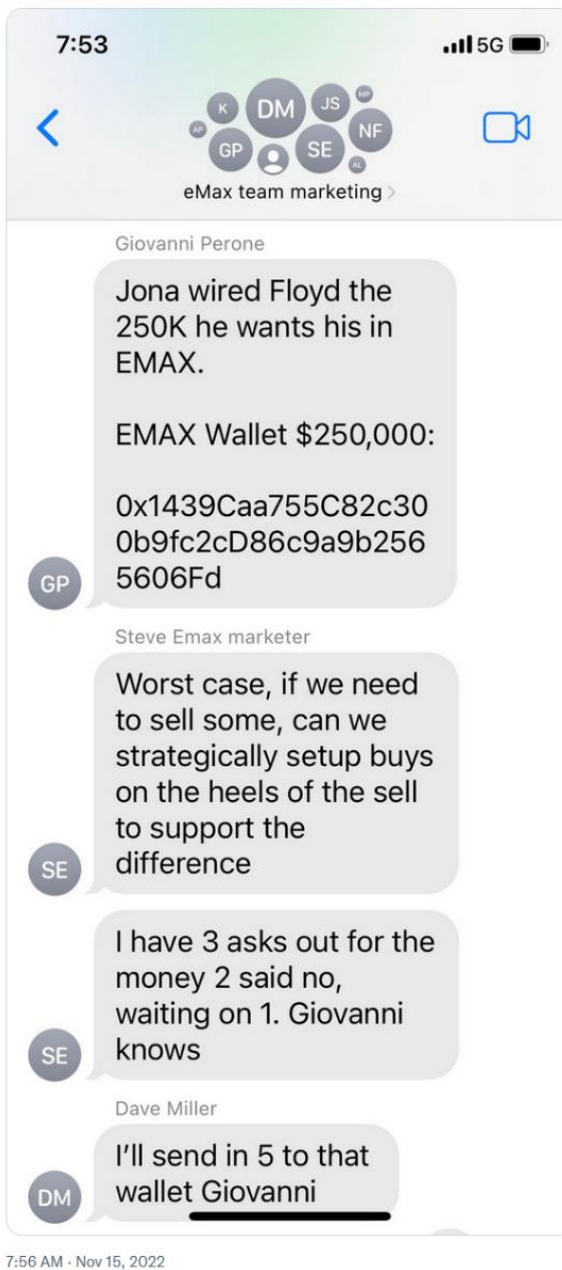 7:53
5G
K
DM
JS
MP
AP
GP
SE
NF
AL
eMax team marketing
Giovanni Perone
Jona wired Floyd the
250K he wants his in
EMAX.
EMAX Wallet $250,000:
0x1439Caa755C82c30
0b9fc2cD86c9a9b256
5606Fd
GP
Steve Emax marketer
Worst case, if we need
to sell some, can we
strategically setup buys
on the heels of the sell
to support the
difference
SE
I have 3 asks out for the
money 2 said no,
waiting on 1. Giovanni
knows
SE
Dave Miller
I’ll send in 5 to that
wallet Giovanni
DM
7:56 AM · Nov 15, 2022